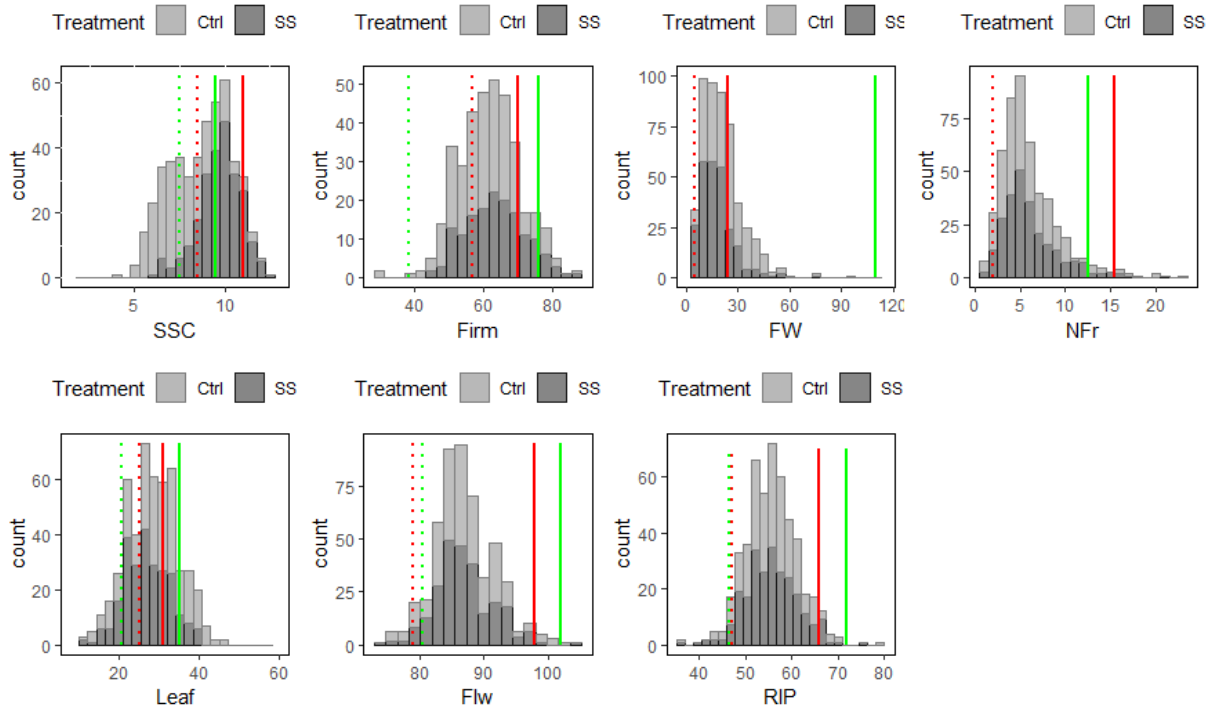 Treatment Ctrl SS
Treatment Ctrl SS
Treatment Ctrl SS
Treatment Ctrl SS
count
60
40
20
0
5 10
SSC
count
50
40
30
20
10
0
40 60 80
Firm
count
100
75
50
25
0
0 30 60 90 120
FW
count
75
50
25
0
0 5 10 15 20
NFr
Treatment Ctrl SS
Treatment Ctrl SS
Treatment Ctrl SS
count
60
40
20
0
20 40 60
Leaf
count
75
50
25
0
80 90 100
Flw
count
60
40
20
0
40 50 60 70 80
RIP